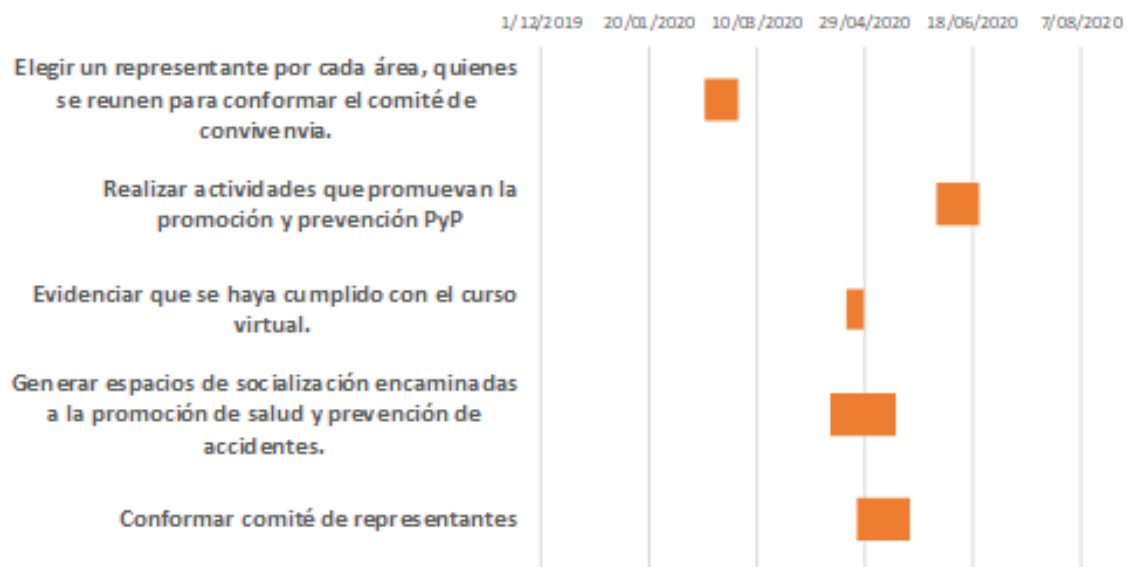 1/12/2019 20/01/2020 10/03/2020 29/04/2020 18/06/2020 7/08/2020
Elegir un representante por cada área, quienes
se reunen para conformar el comité de
convivenvia.
Realizar actividades que promuevan la
promoción y prevención PyP
Evidenciar que se haya cumplido con el curso
virtual.
Generar espacios de socialización encaminadas
a la promoción de salud y prevención de
accidentes.
Conformar comité de representantes